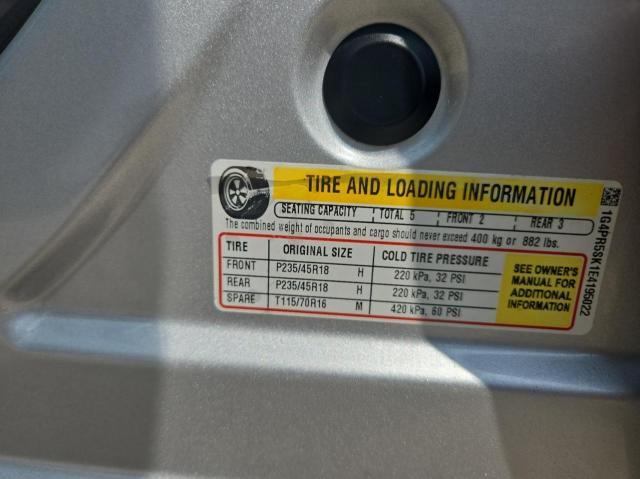 TIRE AND LOADING INFORMATION
SEATING CAPACITY TOTAL 5 FRONT 2 REAR 3
The combined weight of occupants and cargo should never exceed 400 kg or 882 lbs.
TIRE ORIGINAL SIZE COLD TIRE PRESSURE
FRONT P235/45R18 H 220 kPa, 32 PSI
REAR P235/45R18 H 220 kPa, 32 PSI
SPARE T115/70R16 M 420 kPa, 60 PSI
SEE OWNER'S
MANUAL FOR
ADDITIONAL
INFORMATION
1G4PR5SK1E4195022